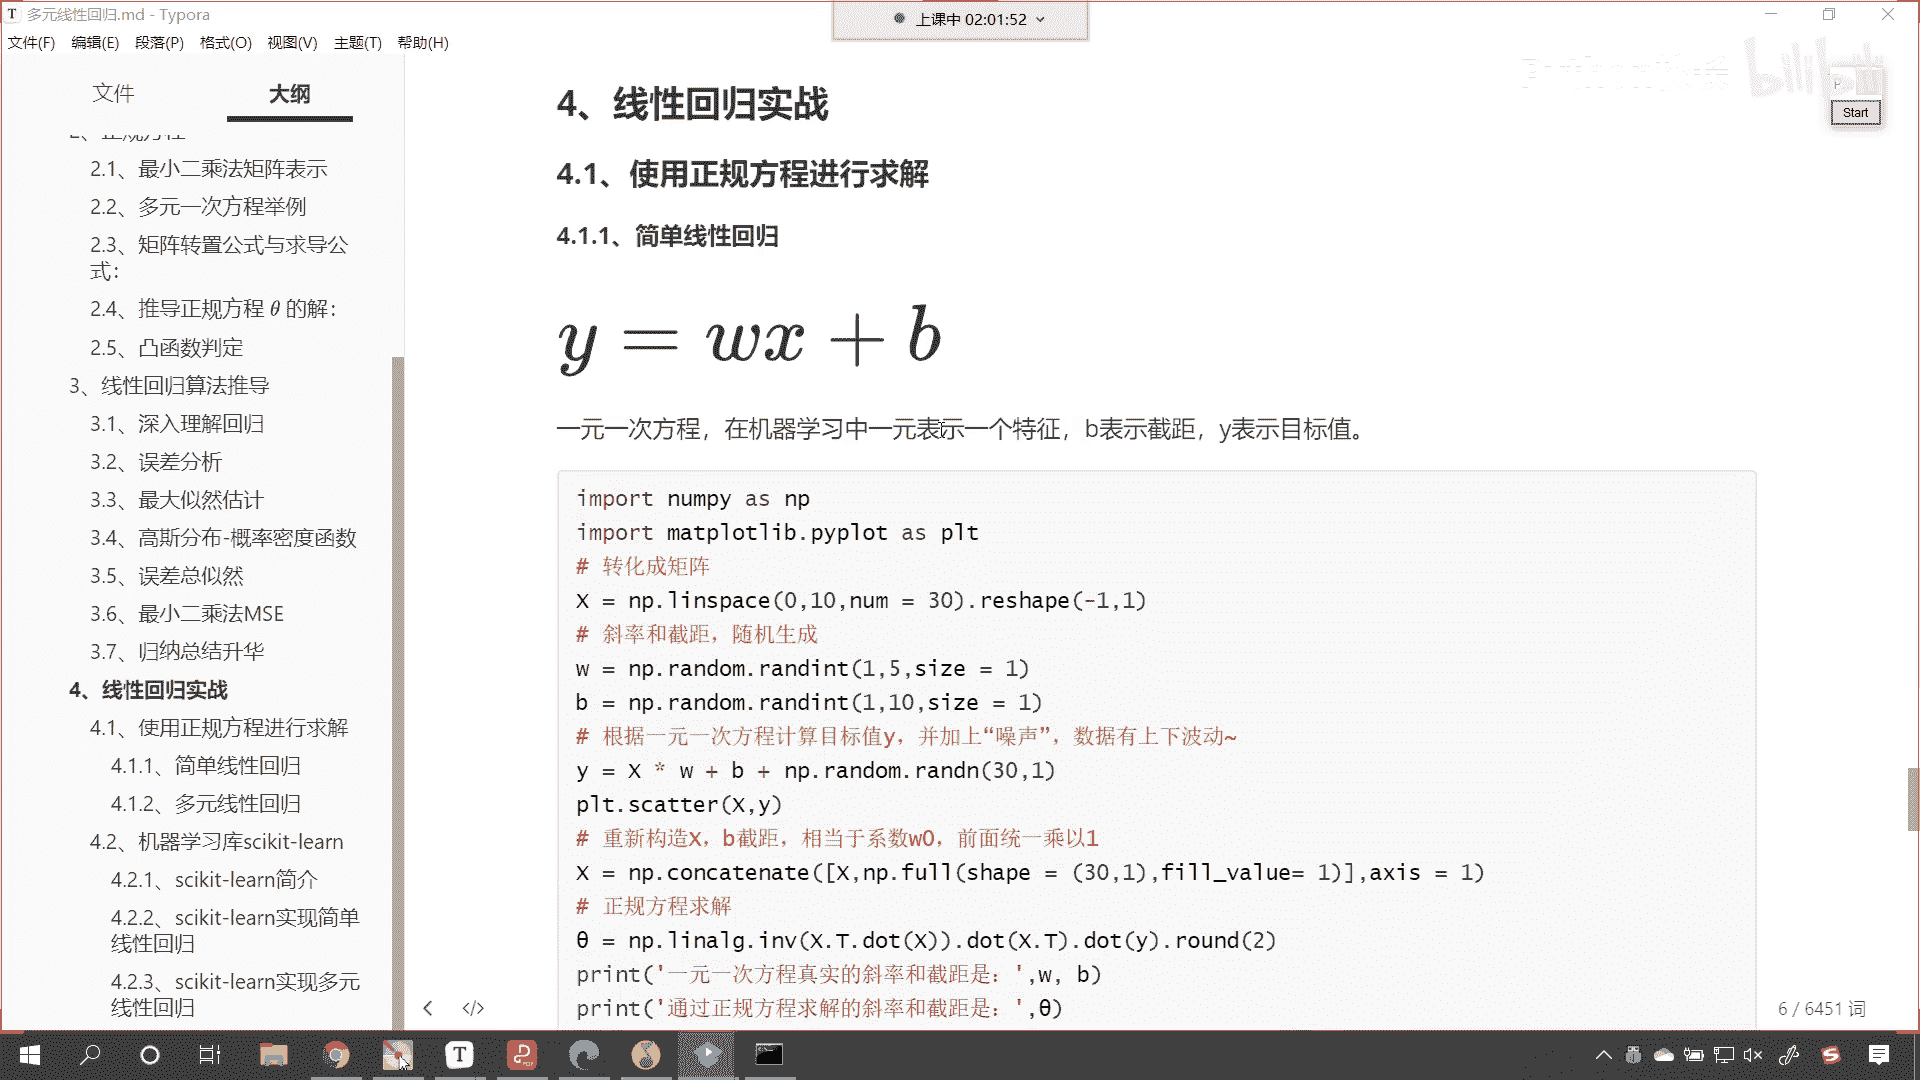 多元线性回归.md - Typora
上课中 02:01:52
文件(F) 编辑(E) 段落(P) 格式(O) 视图(V) 主题(T) 帮助(H)
文件 大纲
2、正规方程
2.1、最小二乘法矩阵表示
2.2、多元一次方程举例
2.3、矩阵转置公式与求导公
式：
2.4、推导正规方程 θ 的解：
2.5、凸函数判定
3、线性回归算法推导
3.1、深入理解回归
3.2、误差分析
3.3、最大似然估计
3.4、高斯分布-概率密度函数
3.5、误差总似然
3.6、最小二乘法MSE
3.7、归纳总结升华
4、线性回归实战
4.1、使用正规方程进行求解
4.1.1、简单线性回归
4.1.2、多元线性回归
4.2、机器学习库scikit-learn
4.2.1、scikit-learn简介
4.2.2、scikit-learn实现简单
线性回归
4.2.3、scikit-learn实现多元
线性回归
bilibili
Start
4、线性回归实战
4.1、使用正规方程进行求解
4.1.1、简单线性回归
y = wx + b
一元一次方程，在机器学习中一元表示一个特征，b表示截距，y表示目标值。
import numpy as np
import matplotlib.pyplot as plt
# 转化成矩阵
X = np.linspace(0,10,num = 30).reshape(-1,1)
# 斜率和截距，随机生成
w = np.random.randint(1,5,size = 1)
b = np.random.randint(1,10,size = 1)
# 根据一元一次方程计算目标值y，并加上“噪声”，数据有上下波动~
y = X * w + b + np.random.randn(30,1)
plt.scatter(X,y)
# 重新构造X，b截距，相当于系数w0，前面统一乘以1
X = np.concatenate([X,np.full(shape = (30,1),fill_value= 1)],axis = 1)
# 正规方程求解
θ = np.linalg.inv(X.T.dot(X)).dot(X.T).dot(y).round(2)
print('一元一次方程真实的斜率和截距是：',w, b)
print('通过正规方程求解的斜率和截距是：',θ)
6 / 6451 词